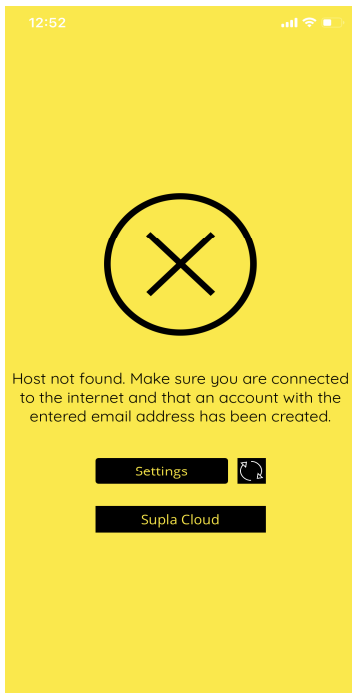 12:52
Host not found. Make sure you are connected
to the internet and that an account with the
entered email address has been created.
Settings
Supla Cloud